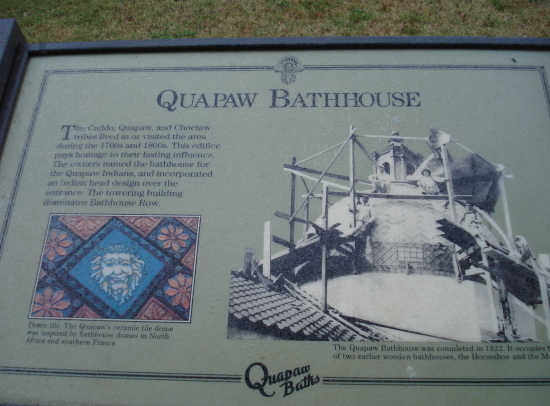 QUAPAW BATHHOUSE
The Caddo, Quapaw, and Choctaw
tribes lived in or visited the area
during the 1700s and 1800s. This edifice
pays homage to their lasting influence.
The owners named the bathhouse for
the Quapaw Indians, and incorporated
an Indian head design over the
entrance. The towering building
dominates Bathhouse Row.
Dome tile. The Quapaw's ceramic tile dome
was inspired by bathhouse domes in North
Africa and southern France.
The Quapaw Bathhouse was completed in 1922. It occupies
of two earlier wooden bathhouses, the Horseshoe and the
Quapaw
Baths